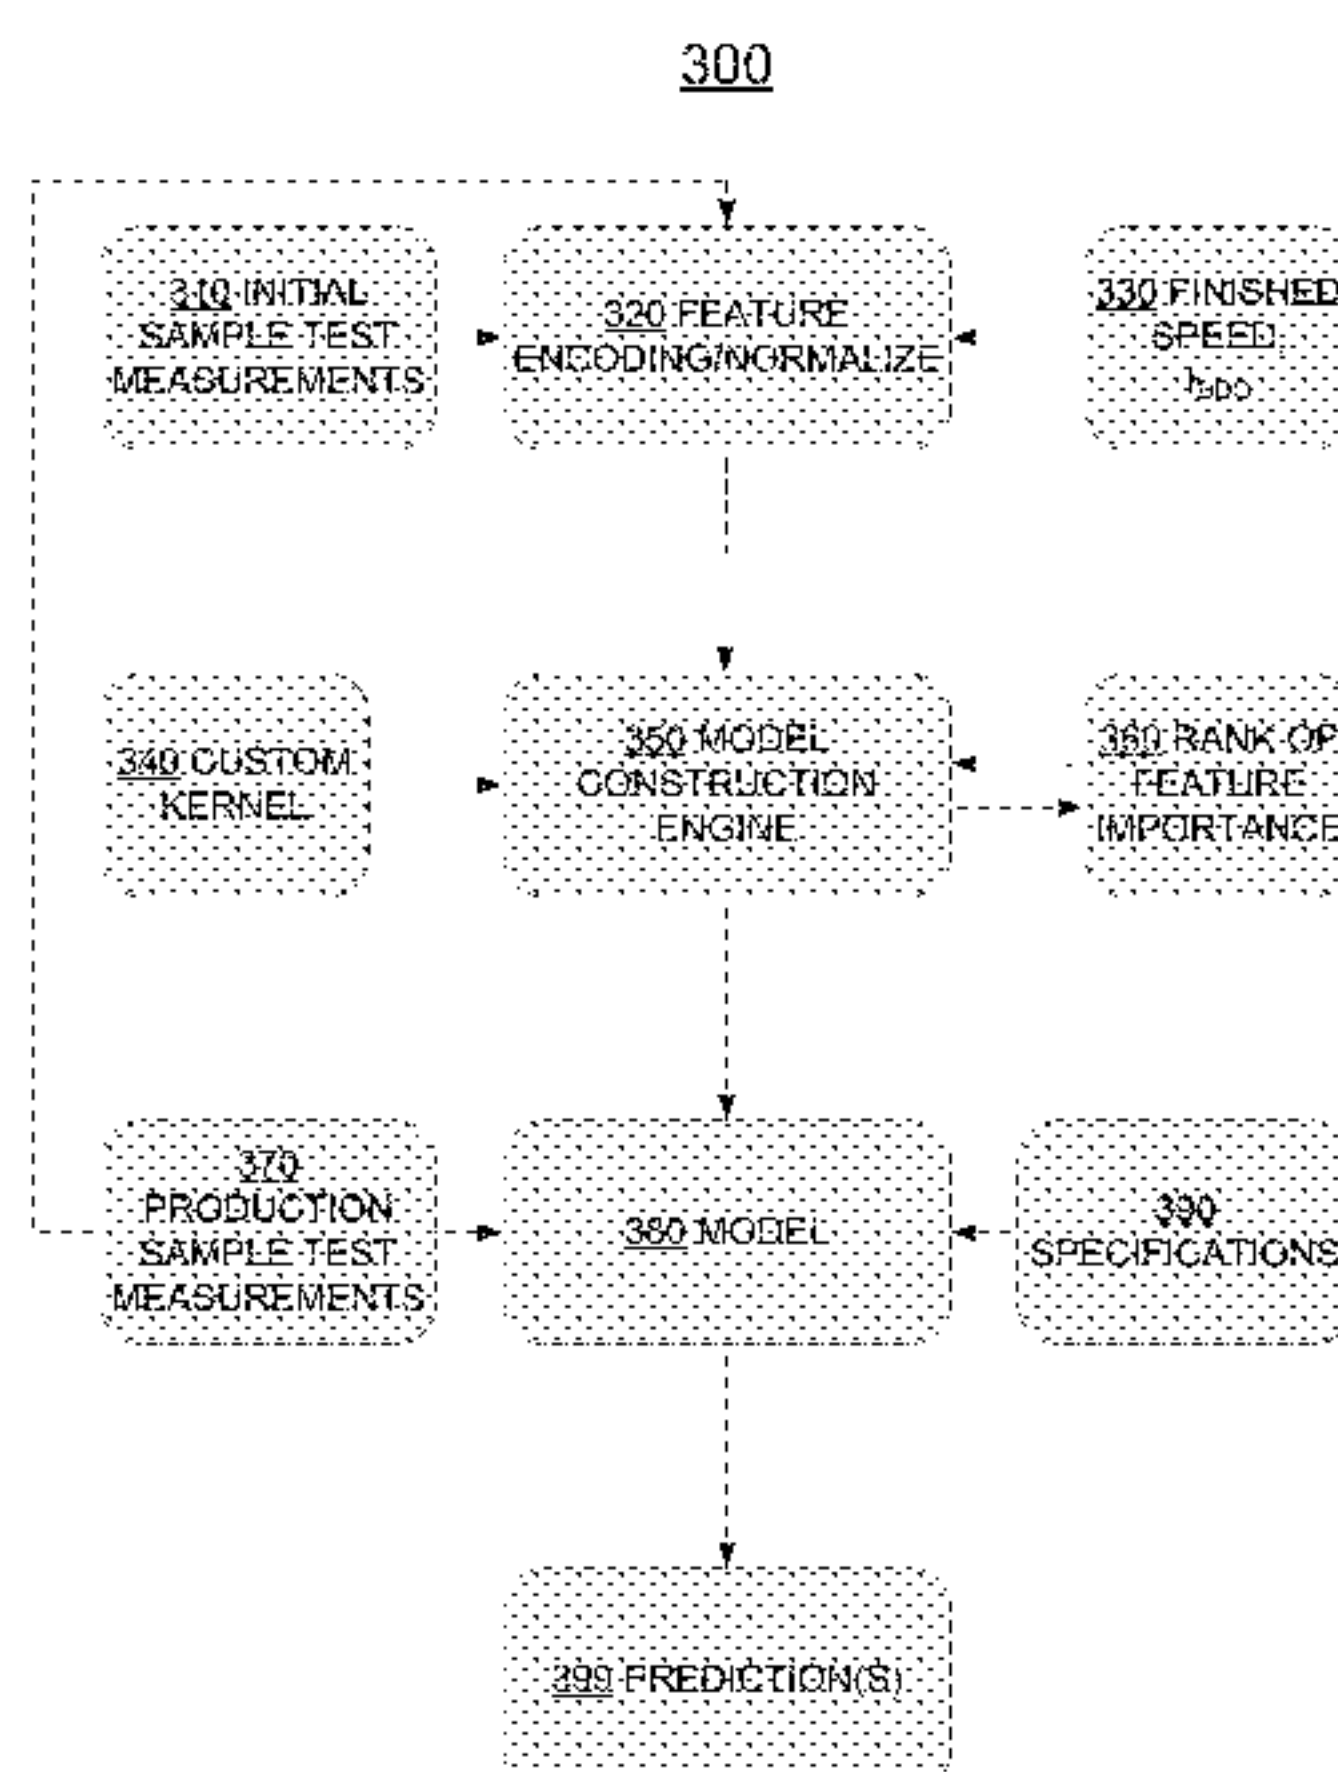 300
310 INITIAL
SAMPLE TEST
MEASUREMENTS
320 FEATURE
ENCODING/NORMALIZE
330 FINISHED
SPEED,
340 CUSTOM
KERNEL
350 MODEL
CONSTRUCTION
ENGINE
360 RANK OF
FEATURE
IMPORTANCE
370
PRODUCTION
SAMPLE TEST
MEASUREMENTS
380 MODEL
390
SPECIFICATIONS
399 PREDICTION(S)